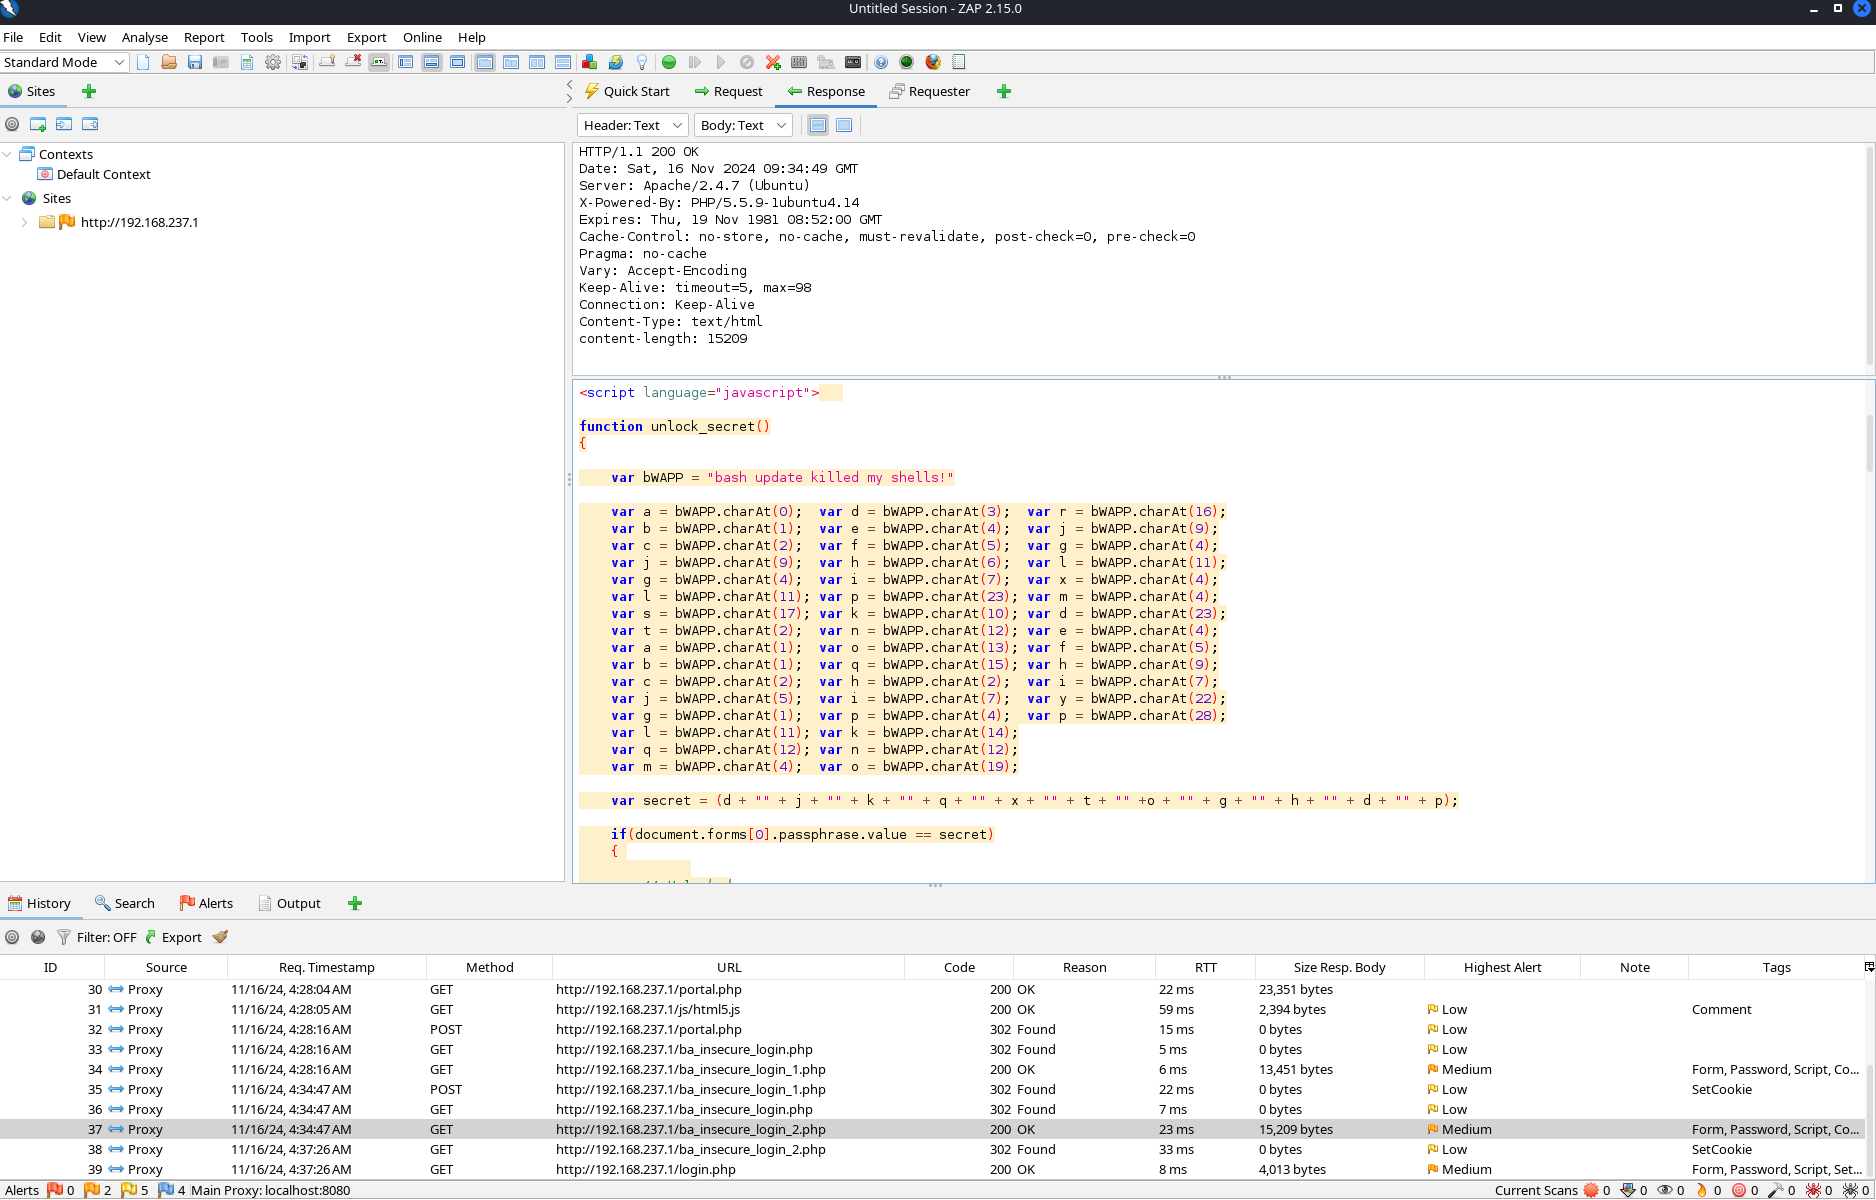 Untitled Session - ZAP 2.15.0
File Edit View Analyse Report Tools Import Export Online Help
Standard Mode
Sites
Quick Start Request Response Requester
Header: Text Body: Text
Contexts
Default Context
Sites
http://192.168.237.1
HTTP/1.1 200 OK
Date: Sat, 16 Nov 2024 09:34:49 GMT
Server: Apache/2.4.7 (Ubuntu)
X-Powered-By: PHP/5.5.9-1ubuntu4.14
Expires: Thu, 19 Nov 1981 08:52:00 GMT
Cache-Control: no-store, no-cache, must-revalidate, post-check=0, pre-check=0
Pragma: no-cache
Vary: Accept-Encoding
Keep-Alive: timeout=5, max=98
Connection: Keep-Alive
Content-Type: text/html
content-length: 15209
<script language="javascript">
function unlock_secret()
{
var bWAPP = "bash update killed my shells!"
var a = bWAPP.charAt(0);  var d = bWAPP.charAt(3);  var r = bWAPP.charAt(16);
var b = bWAPP.charAt(1);  var e = bWAPP.charAt(4);  var j = bWAPP.charAt(9);
var c = bWAPP.charAt(2);  var f = bWAPP.charAt(5);  var g = bWAPP.charAt(4);
var j = bWAPP.charAt(9);  var h = bWAPP.charAt(6);  var l = bWAPP.charAt(11);
var g = bWAPP.charAt(4);  var i = bWAPP.charAt(7);  var x = bWAPP.charAt(4);
var l = bWAPP.charAt(11); var p = bWAPP.charAt(23); var m = bWAPP.charAt(4);
var s = bWAPP.charAt(17); var k = bWAPP.charAt(10); var d = bWAPP.charAt(23);
var t = bWAPP.charAt(2);  var n = bWAPP.charAt(12); var e = bWAPP.charAt(4);
var a = bWAPP.charAt(1);  var o = bWAPP.charAt(13); var f = bWAPP.charAt(5);
var b = bWAPP.charAt(1);  var q = bWAPP.charAt(15); var h = bWAPP.charAt(9);
var c = bWAPP.charAt(2);  var h = bWAPP.charAt(2);  var i = bWAPP.charAt(7);
var j = bWAPP.charAt(5);  var i = bWAPP.charAt(7);  var y = bWAPP.charAt(22);
var g = bWAPP.charAt(1);  var p = bWAPP.charAt(4);  var p = bWAPP.charAt(28);
var l = bWAPP.charAt(11); var k = bWAPP.charAt(14);
var q = bWAPP.charAt(12); var n = bWAPP.charAt(12);
var m = bWAPP.charAt(4);  var o = bWAPP.charAt(19);
var secret = (d + "" + j + "" + k + "" + q + "" + x + "" + t + "" +o + "" + g + "" + h + "" + d + "" + p);
if(document.forms[0].passphrase.value == secret)
{
History Search Alerts Output
Filter: OFF Export
ID Source Req. Timestamp Method URL Code Reason RTT Size Resp. Body Highest Alert Note Tags
30 Proxy 11/16/24, 4:28:04 AM GET http://192.168.237.1/portal.php 200 OK 22 ms 23,351 bytes
31 Proxy 11/16/24, 4:28:05 AM GET http://192.168.237.1/js/html5.js 200 OK 59 ms 2,394 bytes Low Comment
32 Proxy 11/16/24, 4:28:16 AM POST http://192.168.237.1/portal.php 302 Found 15 ms 0 bytes Low
33 Proxy 11/16/24, 4:28:16 AM GET http://192.168.237.1/ba_insecure_login.php 302 Found 5 ms 0 bytes Low
34 Proxy 11/16/24, 4:28:16 AM GET http://192.168.237.1/ba_insecure_login_1.php 200 OK 6 ms 13,451 bytes Medium Form, Password, Script, Co...
35 Proxy 11/16/24, 4:34:47 AM POST http://192.168.237.1/ba_insecure_login_1.php 302 Found 22 ms 0 bytes Low SetCookie
36 Proxy 11/16/24, 4:34:47 AM GET http://192.168.237.1/ba_insecure_login.php 302 Found 7 ms 0 bytes Low
37 Proxy 11/16/24, 4:34:47 AM GET http://192.168.237.1/ba_insecure_login_2.php 200 OK 23 ms 15,209 bytes Medium Form, Password, Script, Co...
38 Proxy 11/16/24, 4:37:26 AM GET http://192.168.237.1/ba_insecure_login_2.php 302 Found 33 ms 0 bytes Low SetCookie
39 Proxy 11/16/24, 4:37:26 AM GET http://192.168.237.1/login.php 200 OK 8 ms 4,013 bytes Medium Form, Password, Script, Set...
Alerts 0 2 5 4 Main Proxy: localhost:8080 Current Scans 0 0 0 0 0 0 0 0